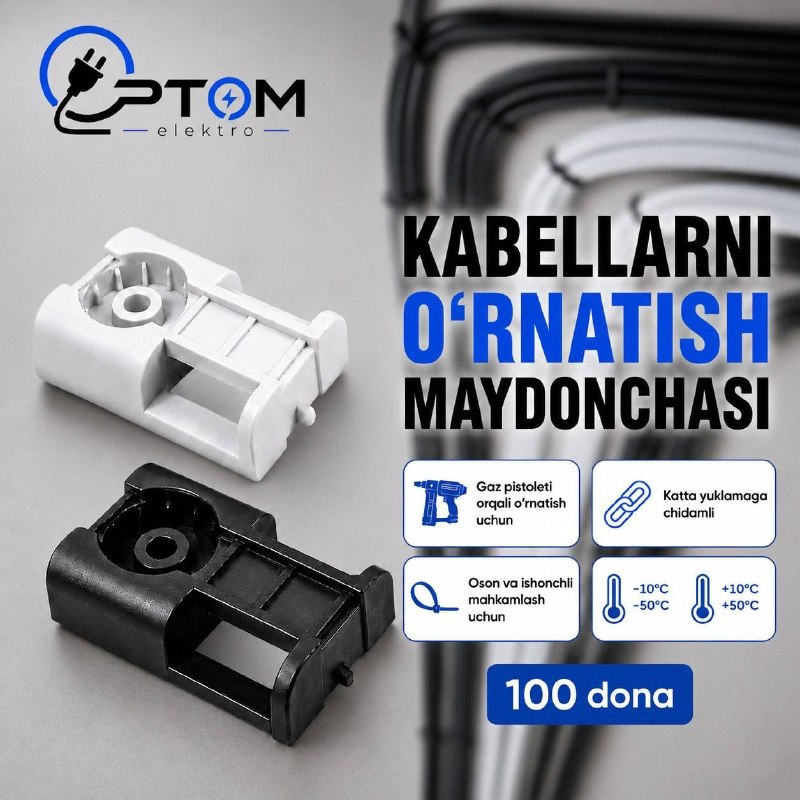 OPTOM
elektro
KABELLARNI
O‘RNATISH
MAYDONCHASI
Gaz pistoleti
orqali o‘rnatish
uchun
Katta yuklamaga
chidamli
Oson va ishonchli
mahkamlash
uchun
-10°C
-50°C
+10°C
+50°C
100 dona